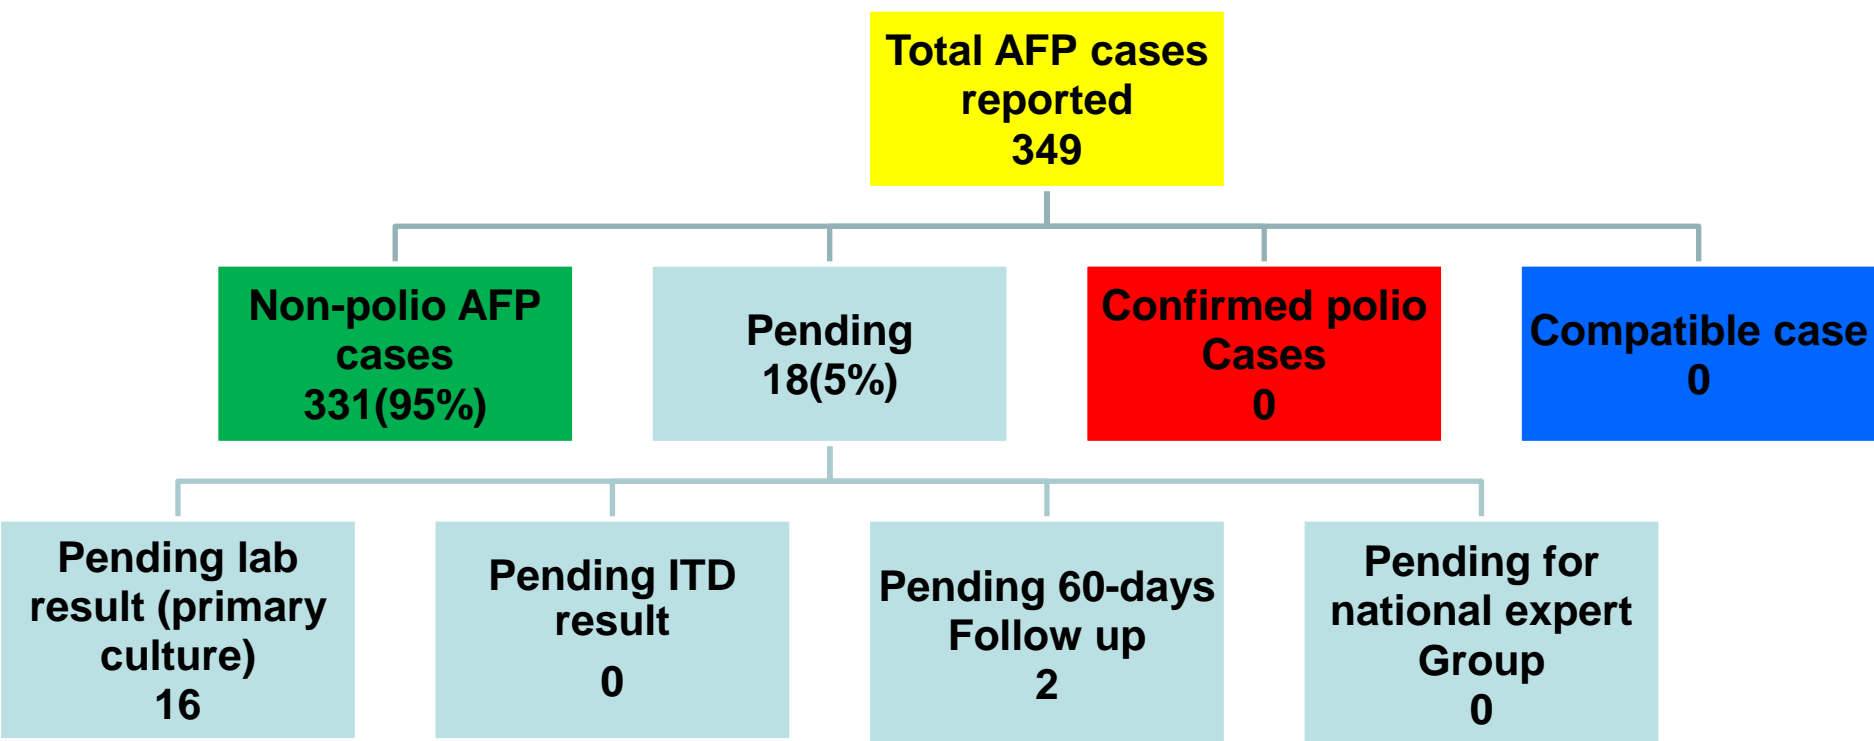 Total AFP cases
reported
349
Non-polio AFP
cases
331(95%)
Pending
18(5%)
Confirmed polio
Cases
0
Compatible case
0
Pending lab
result (primary
culture)
16
Pending ITD
result
0
Pending 60-days
Follow up
2
Pending for
national expert
Group
0